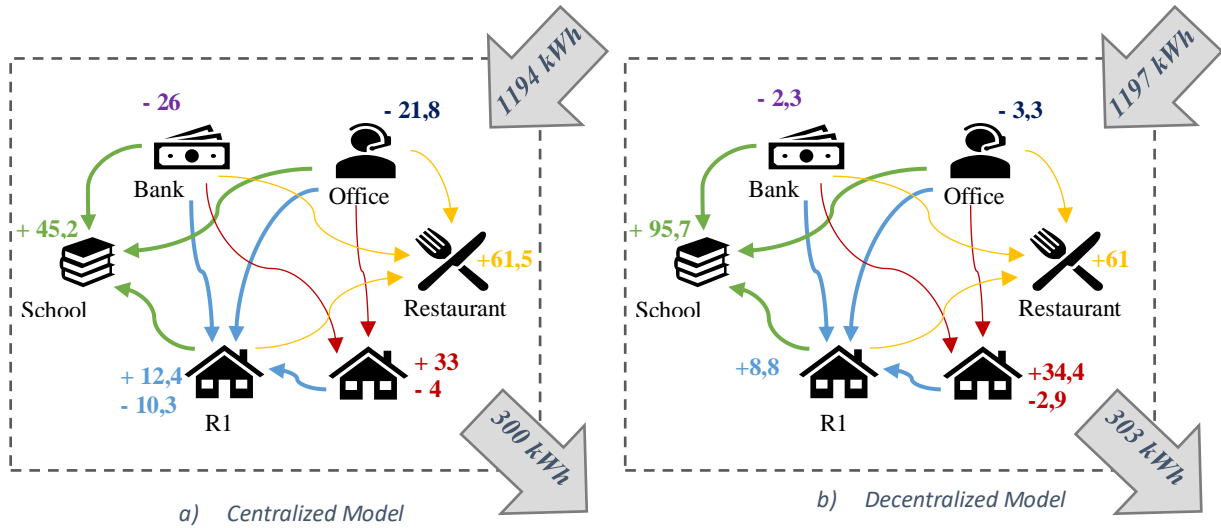 1194 kWh
- 26
- 21,8
Bank
Office
+ 45,2
+61,5
School
Restaurant
+ 12,4
- 10,3
+ 33
- 4
R1
300 kWh
a) Centralized Model
1197 kWh
- 2,3
- 3,3
Bank
Office
+ 95,7
+61
School
Restaurant
+8,8
+34,4
-2,9
R1
303 kWh
b) Decentralized Model